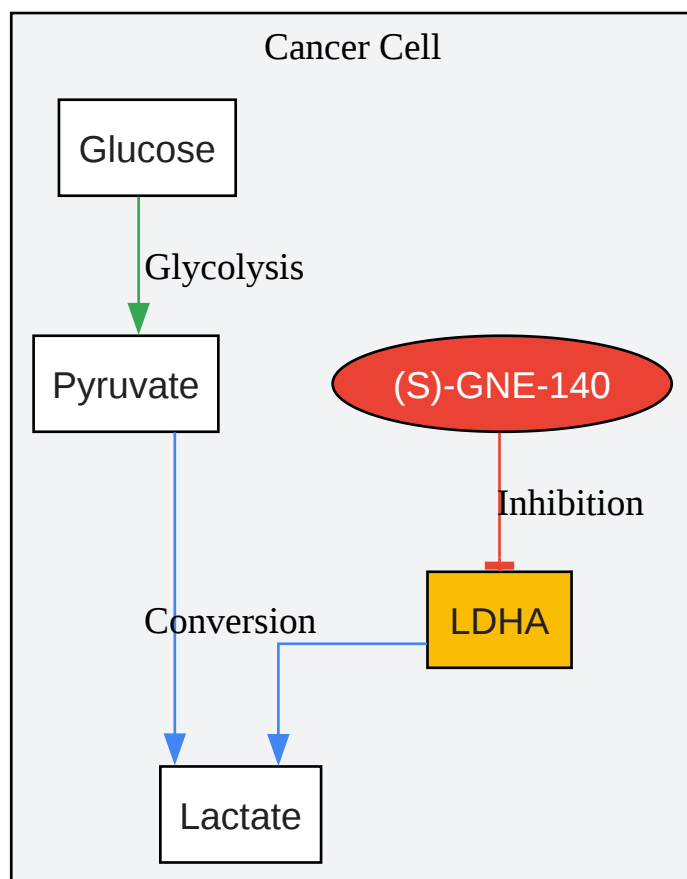 Cancer Cell
Glucose
Glycolysis
Pyruvate
(S)-GNE-140
Inhibition
LDHA
Conversion
Lactate